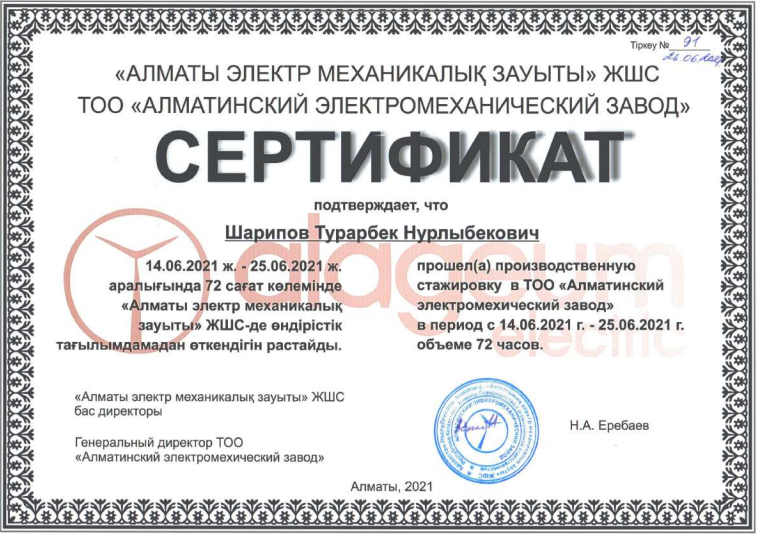 Тіркеу № 91
«АЛМАТЫ ЭЛЕКТР МЕХАНИКАЛЫҚ ЗАУЫТЫ» ЖШС
ТОО «АЛМАТИНСКИЙ ЭЛЕКТРОМЕХАНИЧЕСКИЙ ЗАВОД»
СЕРТИФИКАТ
подтверждает, что
Шарипов Турарбек Нурлыбекович
alageum
electric
14.06.2021 ж. - 25.06.2021 ж.
аралығында 72 сағат көлемінде
«Алматы электр механикалық
зауыты» ЖШС-де өндірістік
тағылымдамадан өткендігін растайды.
прошел(а) производственную
стажировку в ТОО «Алматинский
электромехический завод»
в период с 14.06.2021 г. - 25.06.2021 г.
объеме 72 часов.
«Алматы электр механикалық зауыты» ЖШС
бас директоры
Генеральный директор ТОО
«Алматинский электромехический завод»
Н.А. Еребаев
Алматы, 2021